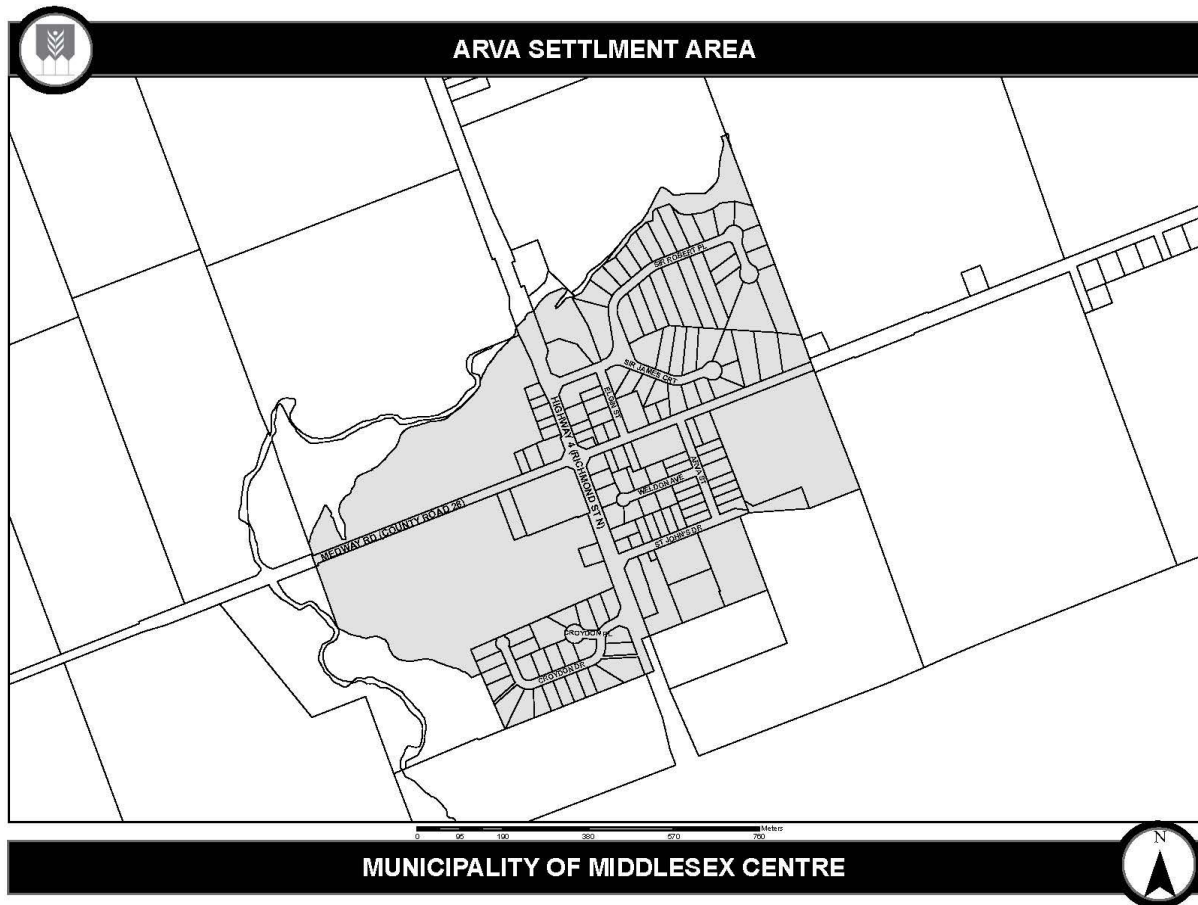 ARVA SETTLMENT AREA
SIR ROBERT PL
SIR JAMES CRT
ELGIN ST
HIGHWAY 4 (RICHMOND ST N)
ARVA ST
WELDON AVE
MEDWAY RD (COUNTY ROAD 28)
ST JOHN'S DR
CROYDON PL
CROYDON DR
Meters
0 95 190 380 570 760
MUNICIPALITY OF MIDDLESEX CENTRE
N